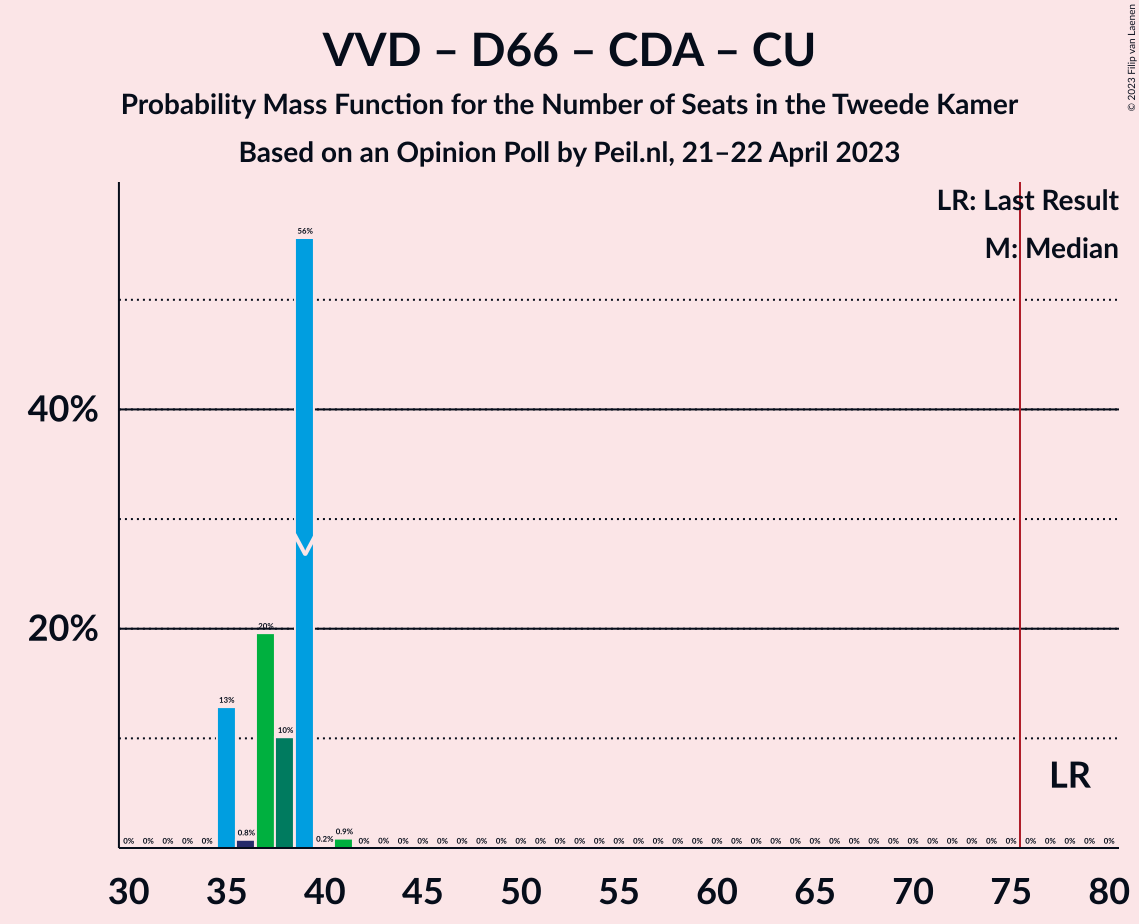 VVD – D66 – CDA – CU
Probability Mass Function for the Number of Seats in the Tweede Kamer
Based on an Opinion Poll by Peil.nl, 21–22 April 2023
© 2023 Filip van Laenen
LR: Last Result
M: Median
56%
40%
20%
20%
13%
10%
LR
0% 0% 0% 0% 0% 0.8% 0.2% 0.9% 0% 0% 0% 0% 0% 0% 0% 0% 0% 0% 0% 0% 0% 0% 0% 0% 0% 0% 0% 0% 0% 0% 0% 0% 0% 0% 0% 0% 0% 0% 0% 0% 0% 0% 0% 0% 0% 0% 0%
30 35 40 45 50 55 60 65 70 75 80